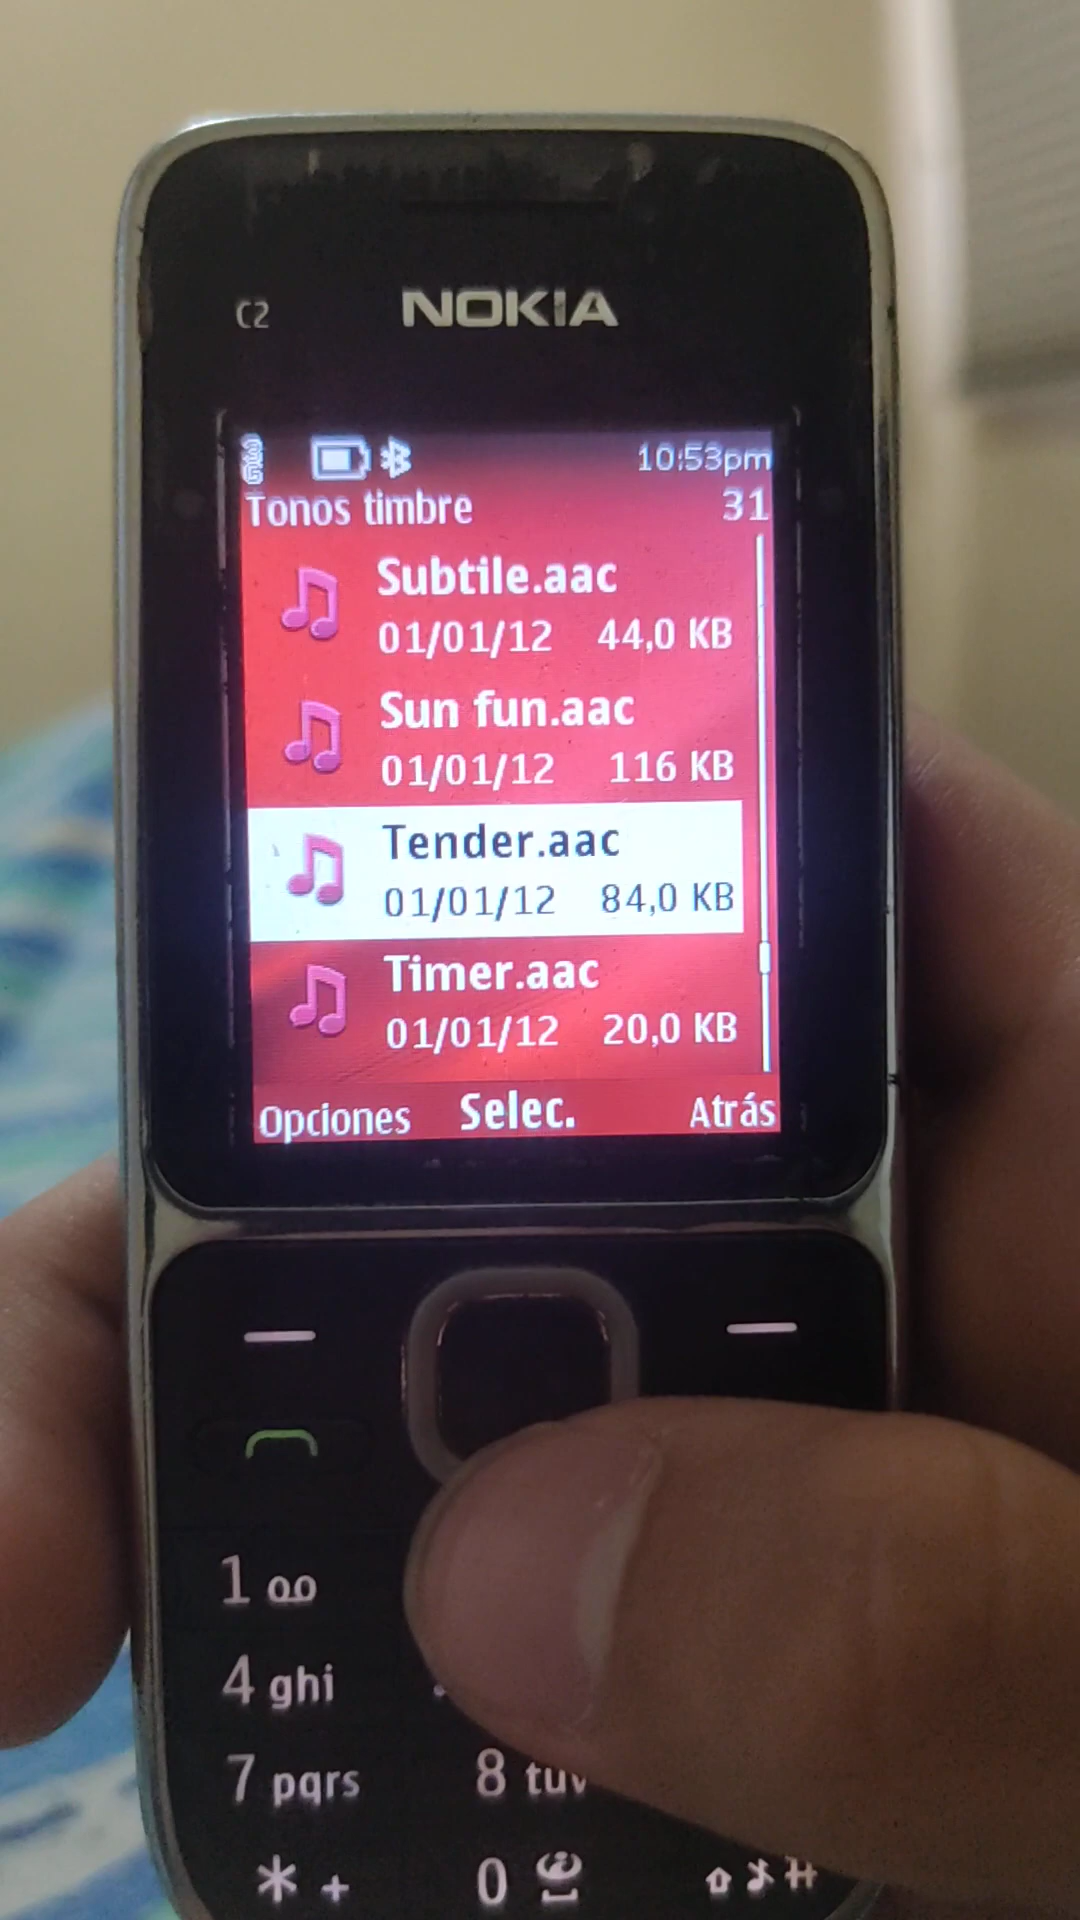 C2 NOKIA
3G 10:53pm
Tonos timbre 31
Subtile.aac
01/01/12 44,0 KB
Sun fun.aac
01/01/12 116 KB
Tender.aac
01/01/12 84,0 KB
Timer.aac
01/01/12 20,0 KB
Opciones Selec. Atrás
1
4 ghi
7 pqrs 8 tuv
* + 0 #